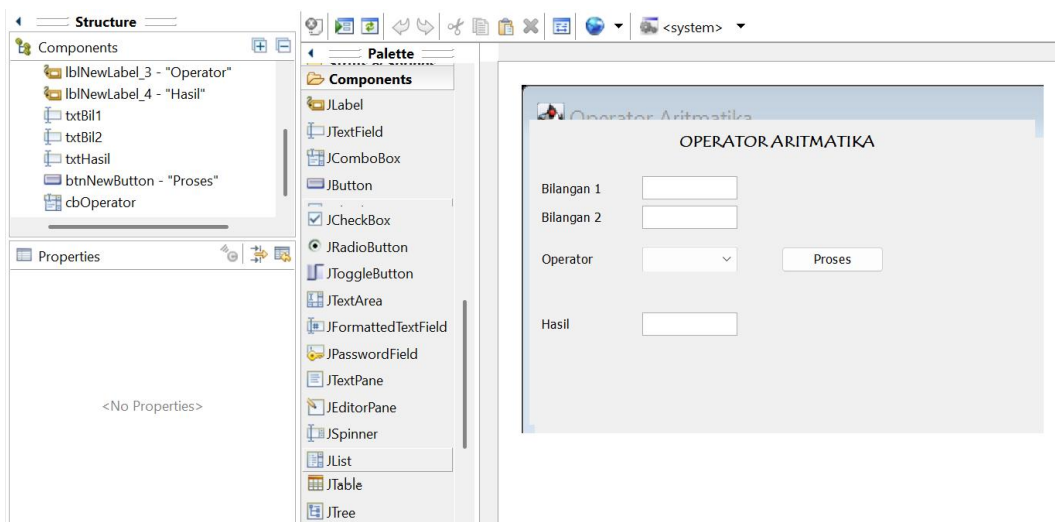 Structure
Components
lblNewLabel_3 - "Operator"
lblNewLabel_4 - "Hasil"
txtBil1
txtBil2
txtHasil
btnNewButton - "Proses"
cbOperator
Properties
<No Properties>
<system>
Palette
Components
JLabel
JTextField
JComboBox
JButton
JCheckBox
JRadioButton
JToggleButton
JTextArea
JFormattedTextField
JPasswordField
JTextPane
JEditorPane
JSpinner
JList
JTable
JTree
Operator Aritmatika
OPERATOR ARITMATIKA
Bilangan 1
Bilangan 2
Operator
Proses
Hasil